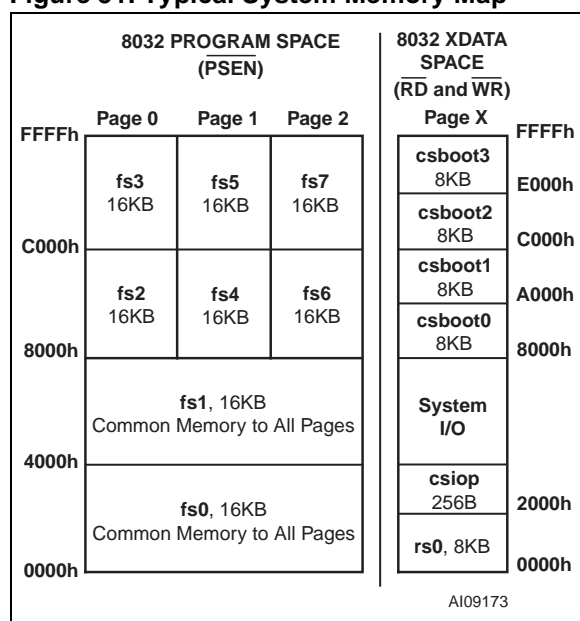 Figure 31. Typical System Memory Map
8032 PROGRAM SPACE
(PSEN)
8032 XDATA
SPACE
(RD and WR)
Page 0 Page 1 Page 2
Page X
FFFFh
FFFFh
fs3
16KB
fs5
16KB
fs7
16KB
csboot3
8KB
E000h
csboot2
8KB
C000h
C000h
fs2
16KB
fs4
16KB
fs6
16KB
csboot1
8KB
A000h
csboot0
8KB
8000h
8000h
fs1, 16KB
Common Memory to All Pages
System
I/O
4000h
csiop
256B
2000h
fs0, 16KB
Common Memory to All Pages
rs0, 8KB
0000h
0000h
AI09173